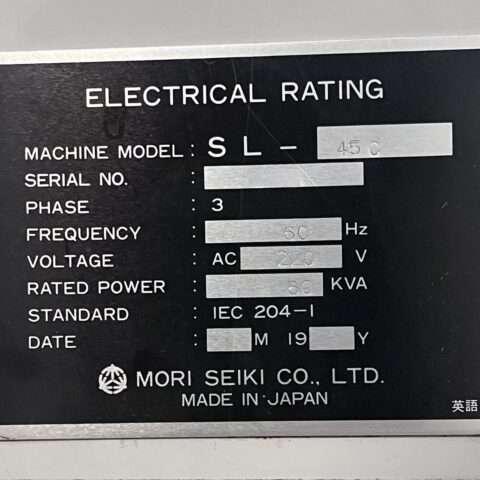 ELECTRICAL RATING
MACHINE MODEL : SL- 45C
SERIAL NO. :
PHASE : 3
FREQUENCY : 60 Hz
VOLTAGE : AC 220 V
RATED POWER : KVA
STANDARD : IEC 204-1
DATE : M 19 Y
MORI SEIKI CO., LTD.
MADE IN JAPAN
英語